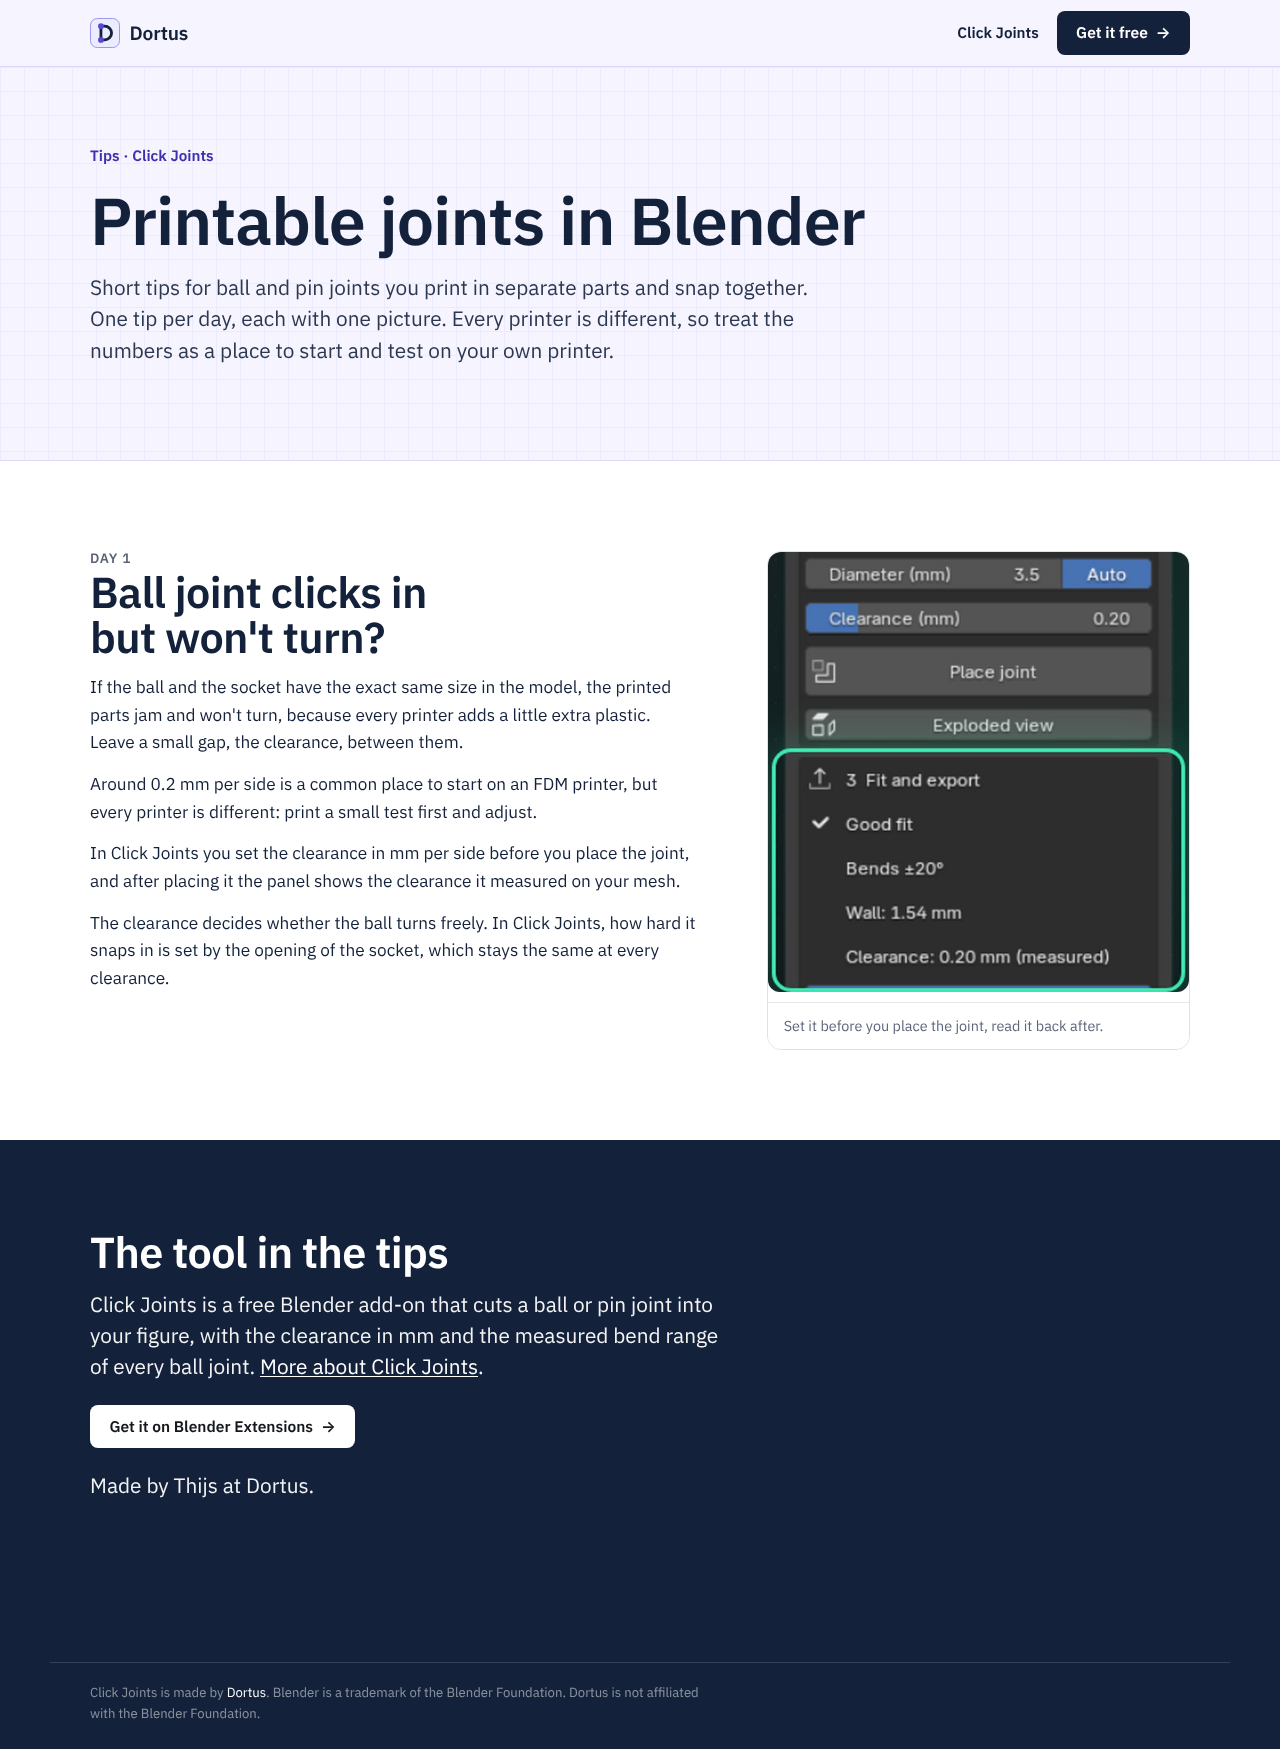 Dortus
Click Joints
Get it free →
Tips · Click Joints
Printable joints in Blender
Short tips for ball and pin joints you print in separate parts and snap together.
One tip per day, each with one picture. Every printer is different, so treat the
numbers as a place to start and test on your own printer.
DAY 1
Ball joint clicks in
but won't turn?
If the ball and the socket have the exact same size in the model, the printed
parts jam and won't turn, because every printer adds a little extra plastic.
Leave a small gap, the clearance, between them.
Around 0.2 mm per side is a common place to start on an FDM printer, but
every printer is different: print a small test first and adjust.
In Click Joints you set the clearance in mm per side before you place the joint,
and after placing it the panel shows the clearance it measured on your mesh.
The clearance decides whether the ball turns freely. In Click Joints, how hard it
snaps in is set by the opening of the socket, which stays the same at every
clearance.
Diameter (mm) 3.5 Auto
Clearance (mm) 0.20
Place joint
Exploded view
3 Fit and export
Good fit
Bends ±20°
Wall: 1.54 mm
Clearance: 0.20 mm (measured)
Set it before you place the joint, read it back after.
The tool in the tips
Click Joints is a free Blender add-on that cuts a ball or pin joint into
your figure, with the clearance in mm and the measured bend range
of every ball joint. More about Click Joints.
Get it on Blender Extensions →
Made by Thijs at Dortus.
Click Joints is made by Dortus. Blender is a trademark of the Blender Foundation. Dortus is not affiliated
with the Blender Foundation.